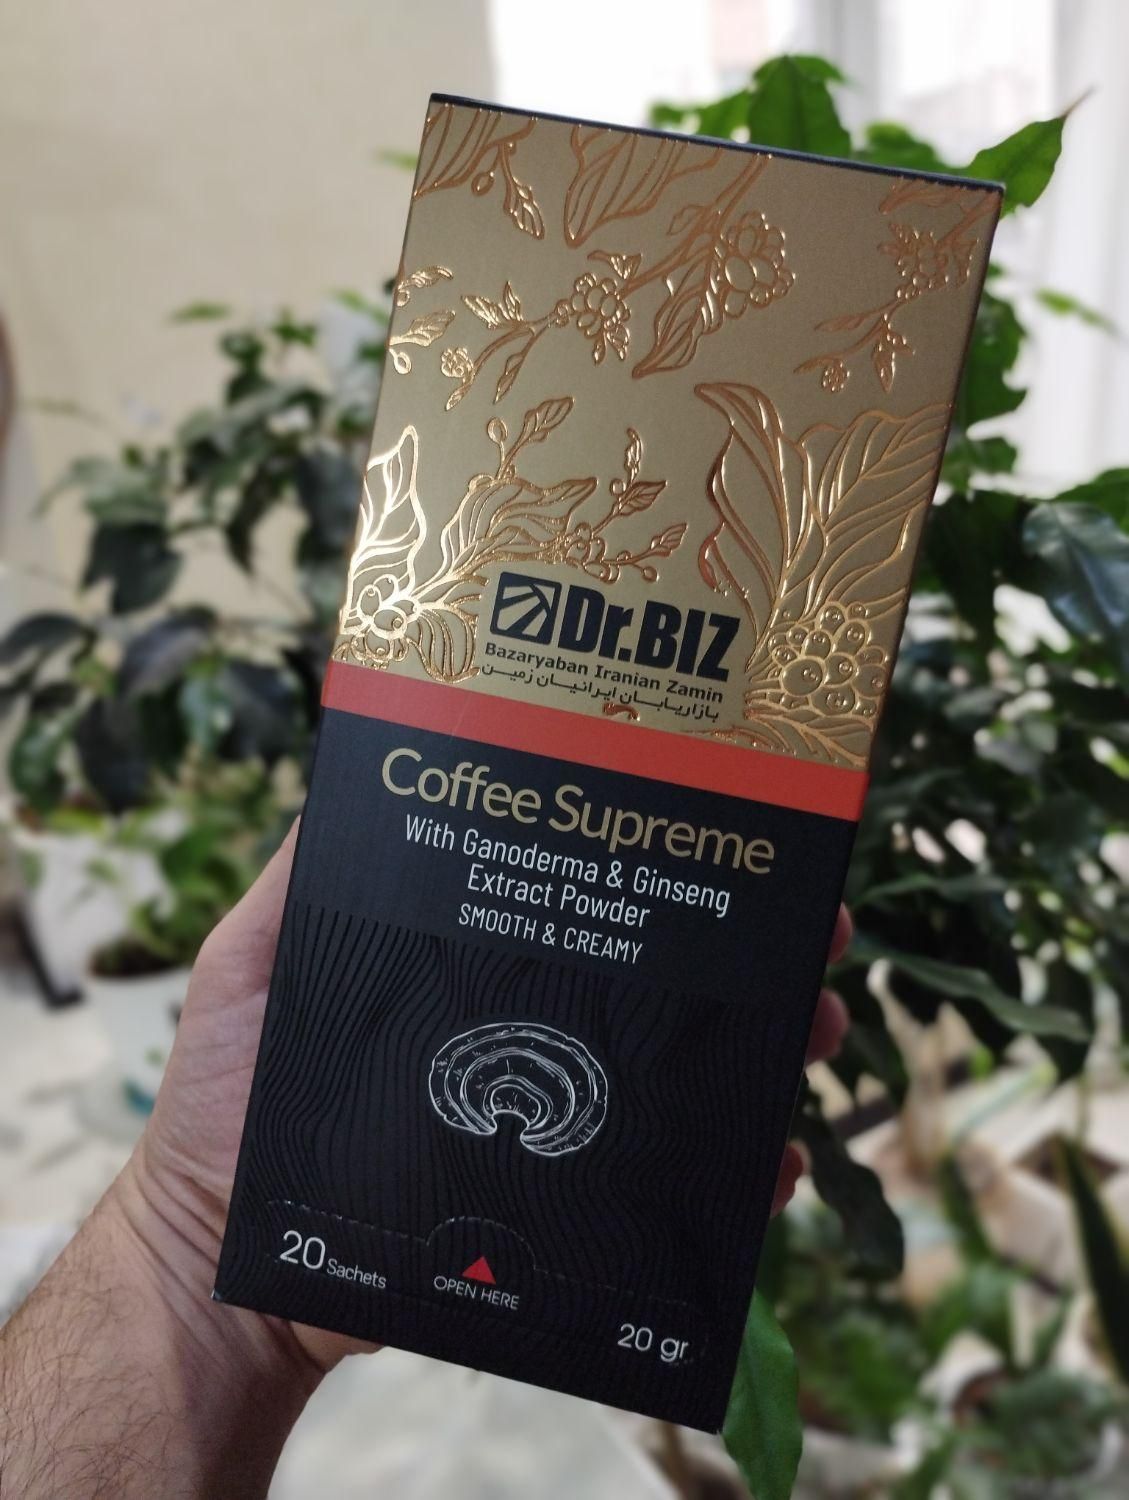 Dr.BIZ
Bazaryaban Iranian Zamin
بازاریابان ایرانیان زمین
Coffee Supreme
With Ganoderma & Ginseng
Extract Powder
SMOOTH & CREAMY
20 Sachets
OPEN HERE
20 gr